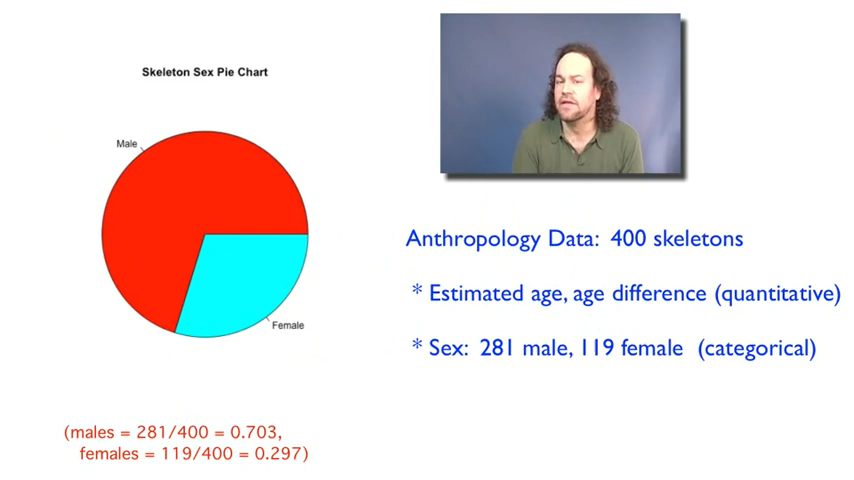 Skeleton Sex Pie Chart
Male
Female
(males = 281/400 = 0.703,
females = 119/400 = 0.297)
Anthropology Data: 400 skeletons
* Estimated age, age difference (quantitative)
* Sex: 281 male, 119 female (categorical)